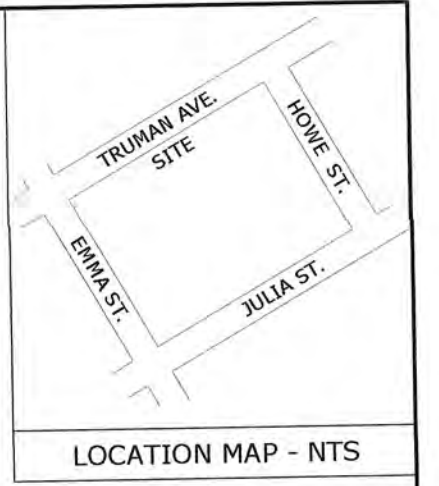 TRUMAN AVE.
SITE
HOWE ST.
EMMA ST.
JULIA ST.
LOCATION MAP - NTS